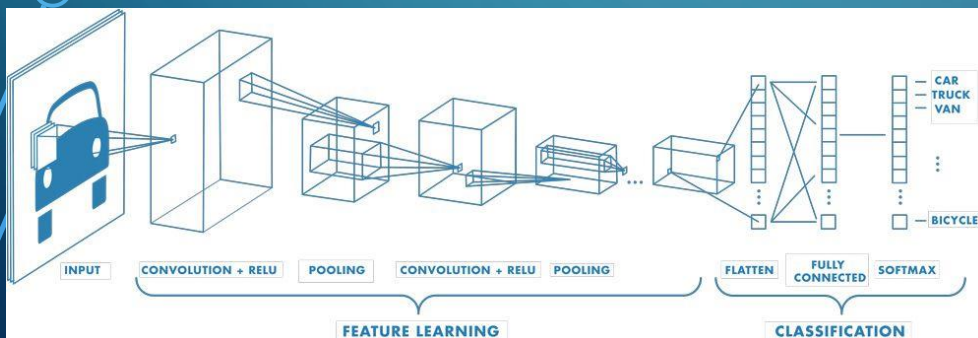 CAR
TRUCK
VAN
BICYCLE
INPUT
CONVOLUTION + RELU
POOLING
CONVOLUTION + RELU
POOLING
FLATTEN
FULLY
CONNECTED
SOFTMAX
FEATURE LEARNING
CLASSIFICATION